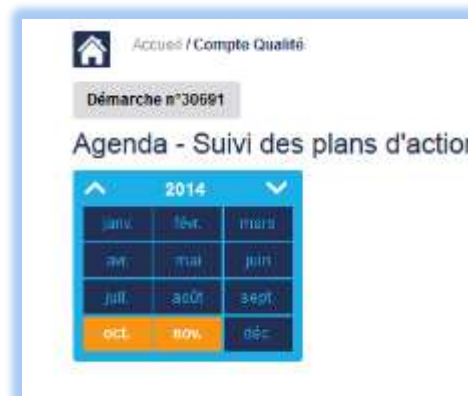 Accueil / Compte Qualité
Démarche n°30691
Agenda - Suivi des plans d'action
2014
janv. févr. mars
avr. mai juin
juil. août sept.
oct. nov. déc.